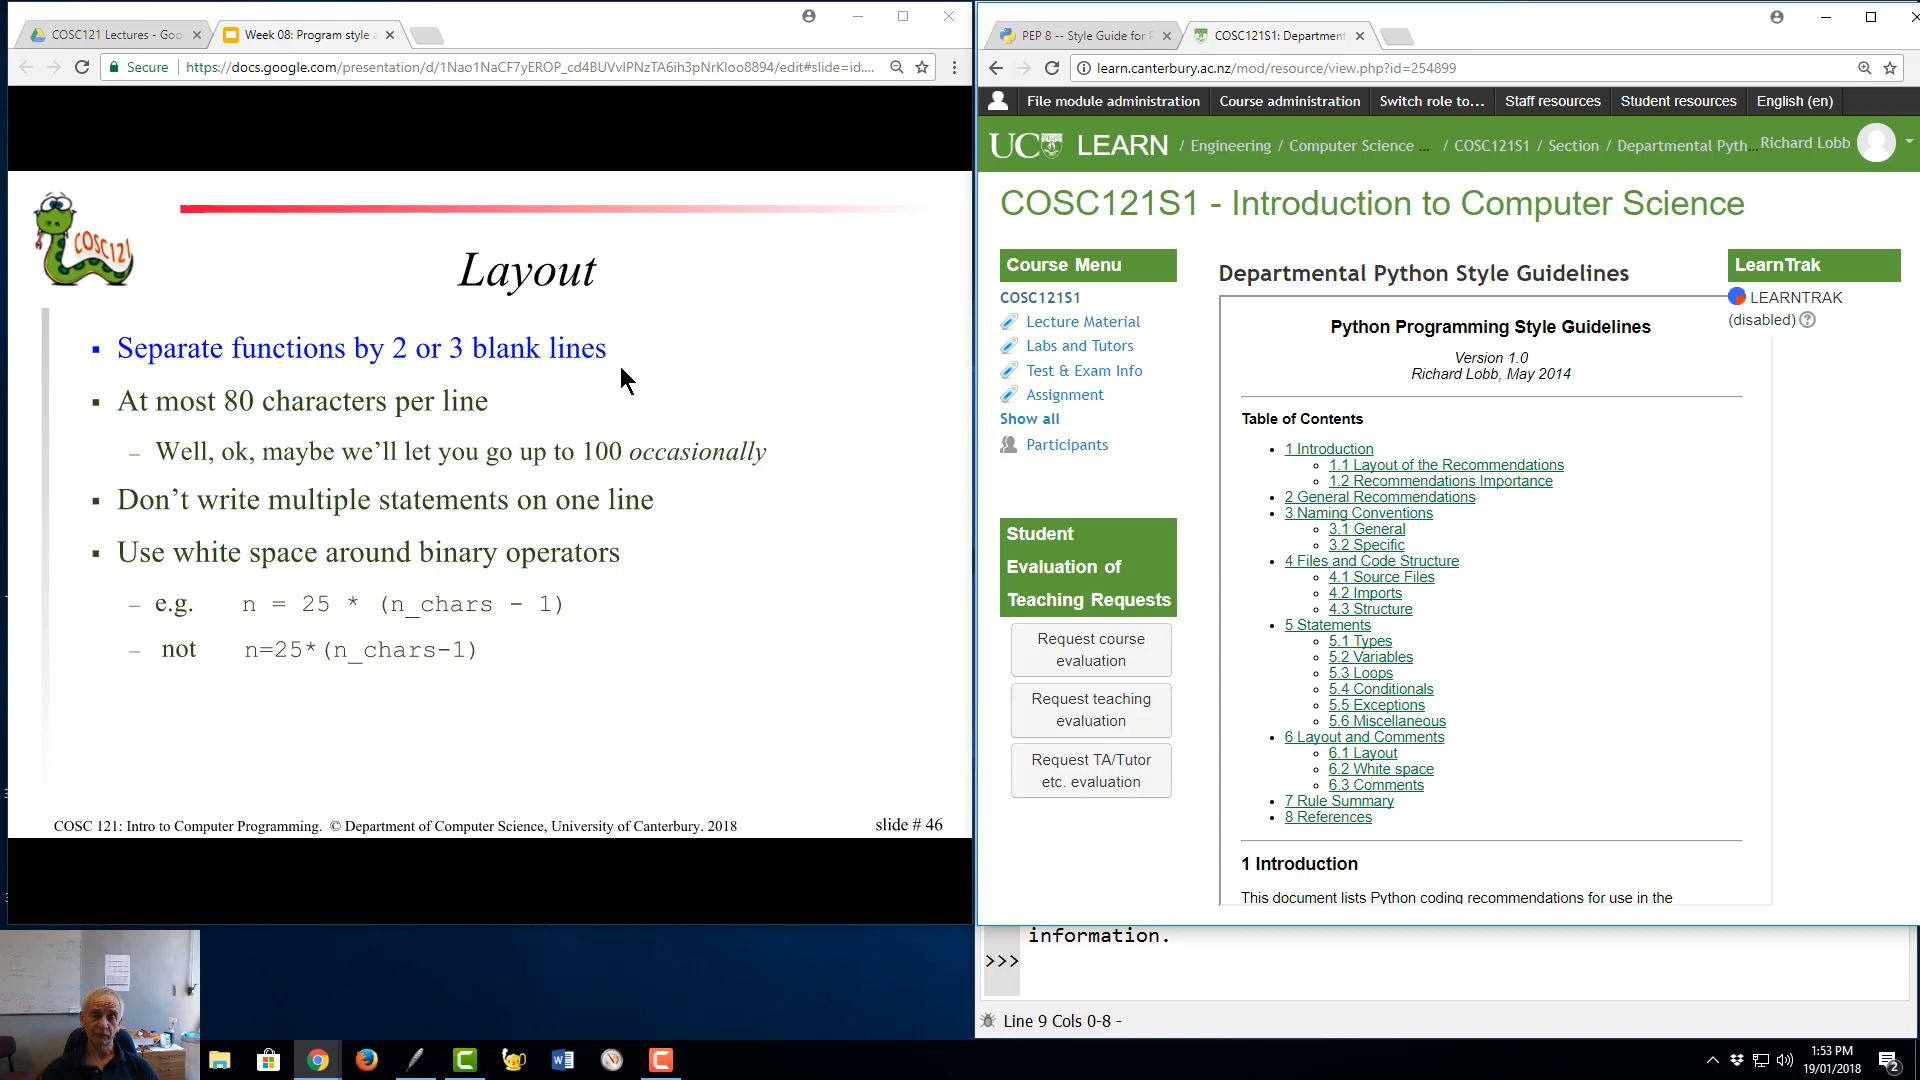 COSC121 Lectures - Goo
Week 08: Program style a
Secure
https://docs.google.com/presentation/d/1Nao1NaCF7yEROP_cd4BUVvIPNzTA6ih3pNrKloo8894/edit#slide=id....
COSC121
Layout
Separate functions by 2 or 3 blank lines
At most 80 characters per line
– Well, ok, maybe we’ll let you go up to 100 occasionally
Don’t write multiple statements on one line
Use white space around binary operators
– e.g. n = 25 * (n_chars - 1)
– not n=25*(n_chars-1)
COSC 121: Intro to Computer Programming. © Department of Computer Science, University of Canterbury. 2018
slide # 46
PEP 8 -- Style Guide for P
COSC121S1: Department
learn.canterbury.ac.nz/mod/resource/view.php?id=254899
File module administration
Course administration
Switch role to...
Staff resources
Student resources
English (en)
UC LEARN / Engineering / Computer Science ... / COSC121S1 / Section / Departmental Pyth...
Richard Lobb
COSC121S1 - Introduction to Computer Science
Course Menu
COSC121S1
Lecture Material
Labs and Tutors
Test & Exam Info
Assignment
Show all
Participants
Student
Evaluation of
Teaching Requests
Request course
evaluation
Request teaching
evaluation
Request TA/Tutor
etc. evaluation
Departmental Python Style Guidelines
Python Programming Style Guidelines
Version 1.0
Richard Lobb, May 2014
Table of Contents
1 Introduction
1.1 Layout of the Recommendations
1.2 Recommendations Importance
2 General Recommendations
3 Naming Conventions
3.1 General
3.2 Specific
4 Files and Code Structure
4.1 Source Files
4.2 Imports
4.3 Structure
5 Statements
5.1 Types
5.2 Variables
5.3 Loops
5.4 Conditionals
5.5 Exceptions
5.6 Miscellaneous
6 Layout and Comments
6.1 Layout
6.2 White space
6.3 Comments
7 Rule Summary
8 References
1 Introduction
This document lists Python coding recommendations for use in the
LearnTrak
LEARNTRAK
(disabled)
information.
>>>
Line 9 Cols 0-8 -
1:53 PM
19/01/2018
2